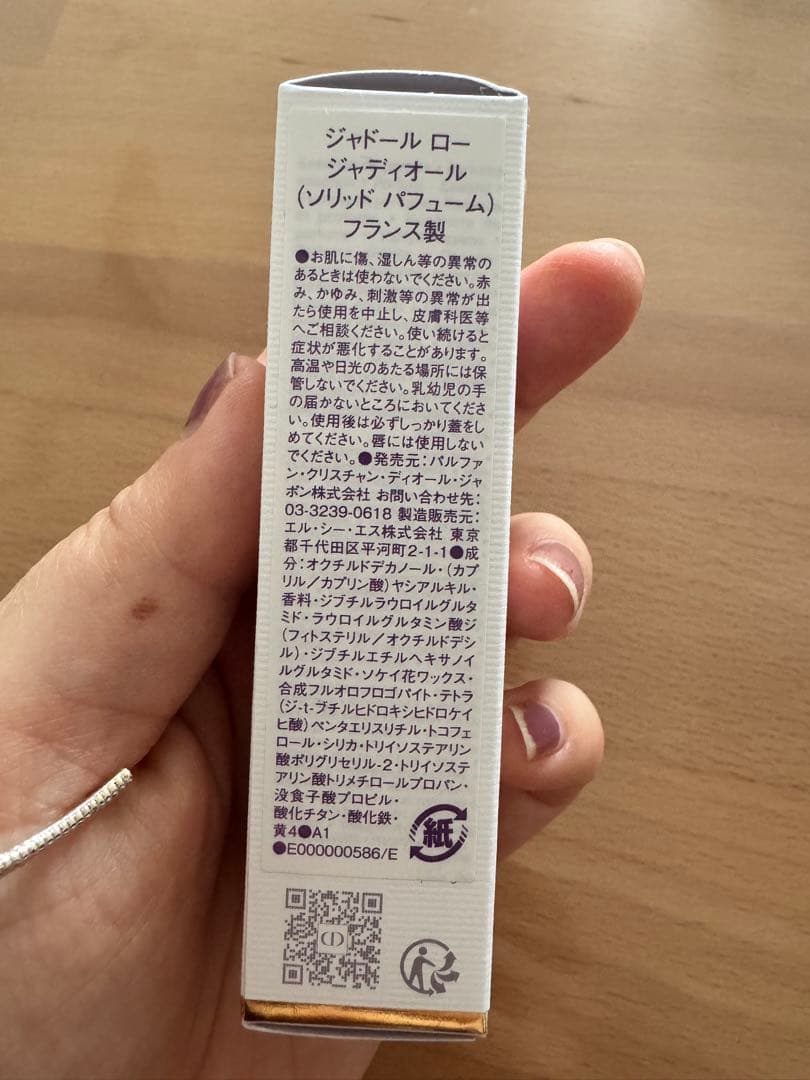 ジャドール ロー
ジャディオール
(ソリッド パフューム)
フランス製
●お肌に傷、湿しん等の異常の
あるときは使わないでください。赤
み、かゆみ、刺激等の異常が出
たら使用を中止し、皮膚科医等
へご相談ください。使い続けると
症状が悪化することがあります。
高温や日光のあたる場所には保
管しないでください。乳幼児の手
の届かないところにおいてくださ
い。使用後は必ずしっかり蓋をし
めてください。唇には使用しない
でください。●発売元:パルファ
ン・クリスチャン・ディオール・ジャ
ポン株式会社 お問い合わせ先:
03-3239-0618 製造販売元:
エル・シー・エス株式会社 東京
都千代田区平河町2-1-1●成
分:オクチルドデカノール・(カプ
リル/カプリン酸)ヤシアルキル・
香料・ジブチルラウロイルグルタ
ミド・ラウロイルグルタミン酸ジ
(フィトステリル/オクチルドデシ
ル)・ジブチルエチルヘキサノイ
ルグルタミド・ソケイ花ワックス・
合成フルオロフロゴパイト・テトラ
(ジ-t-ブチルヒドロキシヒドロケイ
ヒ酸)ペンタエリスリチル・トコフェ
ロール・シリカ・トリイソステアリン
酸ポリグリセリル-2・トリイソステ
アリン酸トリメチロールプロパン・
没食子酸プロピル・
酸化チタン・酸化鉄・
黄4●A1
●E000000586/E
紙
CD